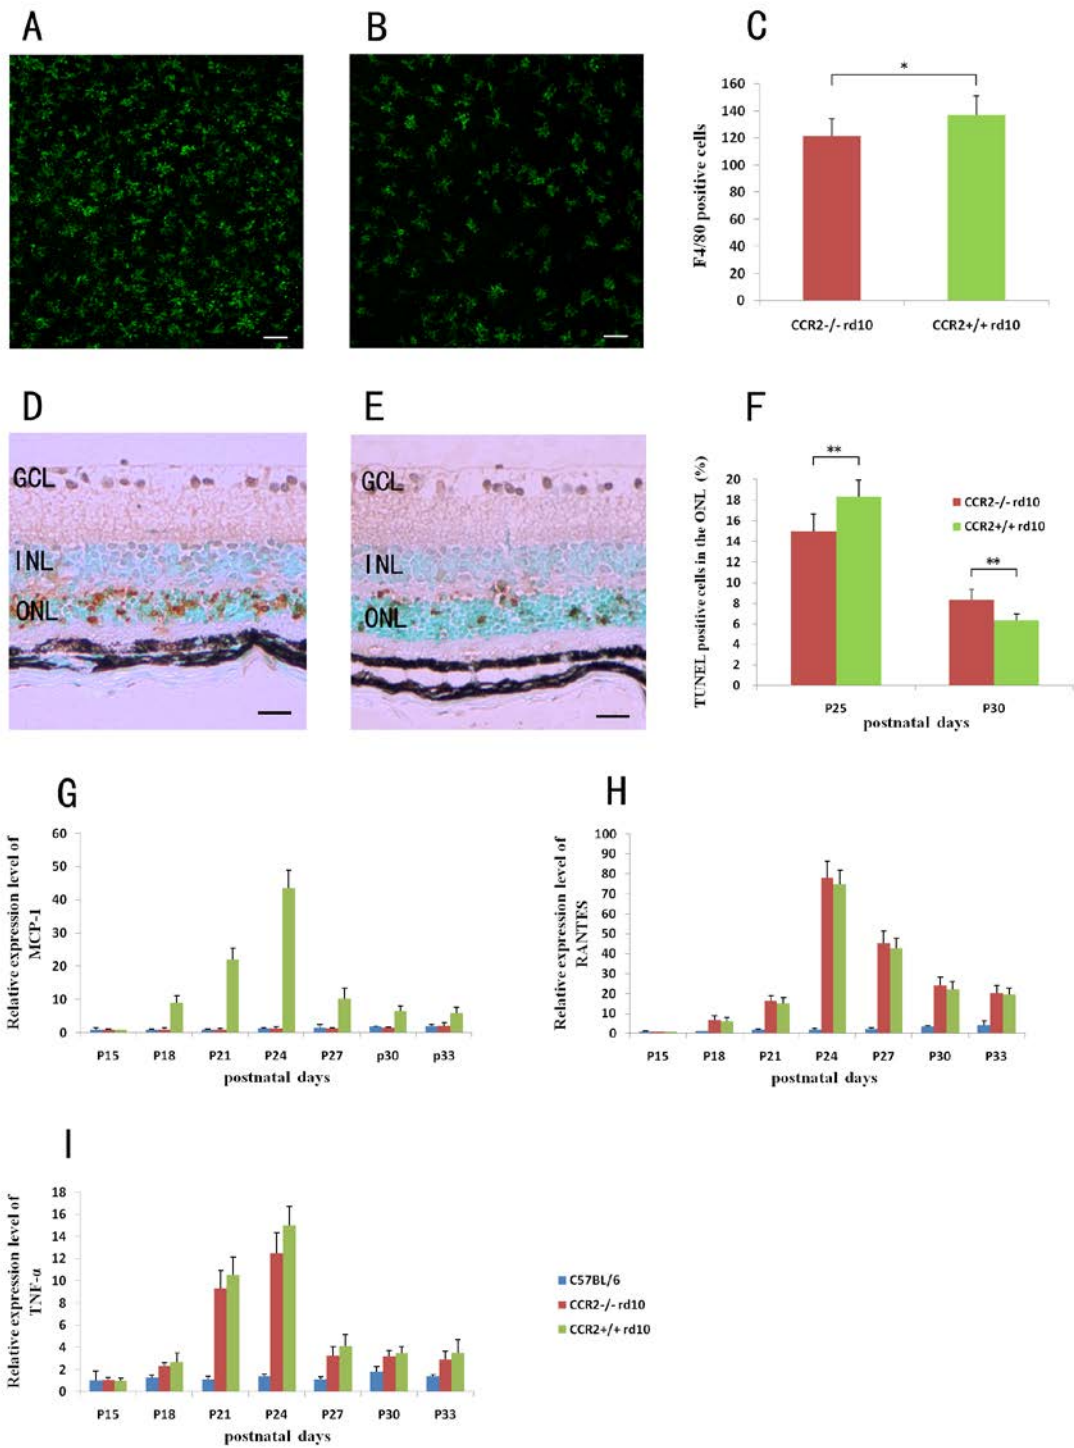 A
B
C
160
140
120
100
80
60
40
20
0
F4/80 positive cells
*
CCR2-/- rd10
CCR2+/+ rd10
D
GCL
INL
ONL
E
GCL
INL
ONL
F
TUNEL positive cells in the ONL (%)
20
18
16
14
12
10
8
6
4
2
0
**
**
CCR2-/- rd10
CCR2+/+ rd10
P25
P30
postnatal days
G
Relative expression level of
MCP-1
60
50
40
30
20
10
0
P15
P18
P21
P24
P27
p30
p33
postnatal days
H
Relative expression level of
RANTES
100
90
80
70
60
50
40
30
20
10
0
P15
P18
P21
P24
P27
P30
P33
postnatal days
I
Relative expression level of
TNF-α
18
16
14
12
10
8
6
4
2
0
P15
P18
P21
P24
P27
P30
P33
postnatal days
C57BL/6
CCR2-/- rd10
CCR2+/+ rd10